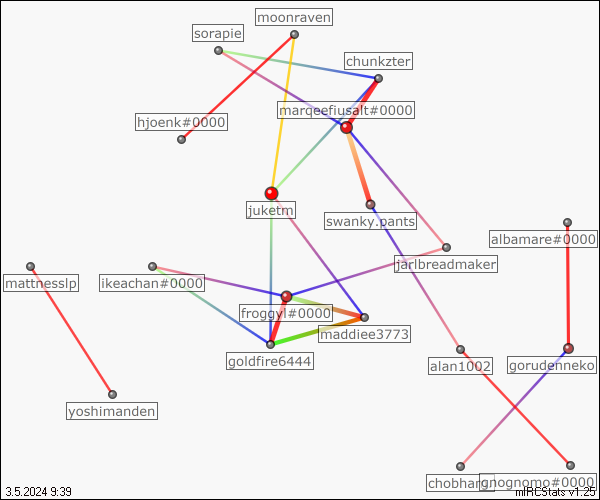 moonraven
sorapie
chunkzter
marqeefiusalt#0000
hjoenk#0000
juketm
swanky.pants
albamare#0000
jarlbreadmaker
mattnesslp
ikeachan#0000
froggyl#0000
maddiee3773
goldfire6444
alan1002
gorudenneko
yoshimanden
gnognomo#0000
3.5.2024 9:39
mIRCStats v1.25